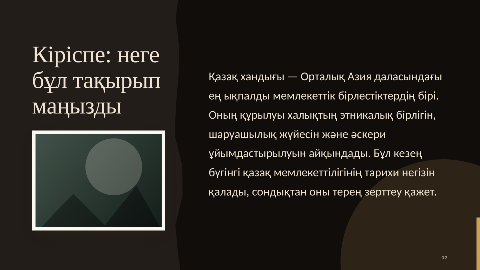 Кіріспе: неге
бұл тақырып
маңызды
Қазақ хандығы — Орталық Азия даласындағы
ең ықпалды мемлекеттік бірлестіктердің бірі.
Оның құрылуы халықтың этникалық бірлігін,
шаруашылық жүйесін және әскери
ұйымдастырылуын айқындады. Бұл кезең
бүгінгі қазақ мемлекеттілігінің тарихи негізін
қалады, сондықтан оны терең зерттеу қажет.